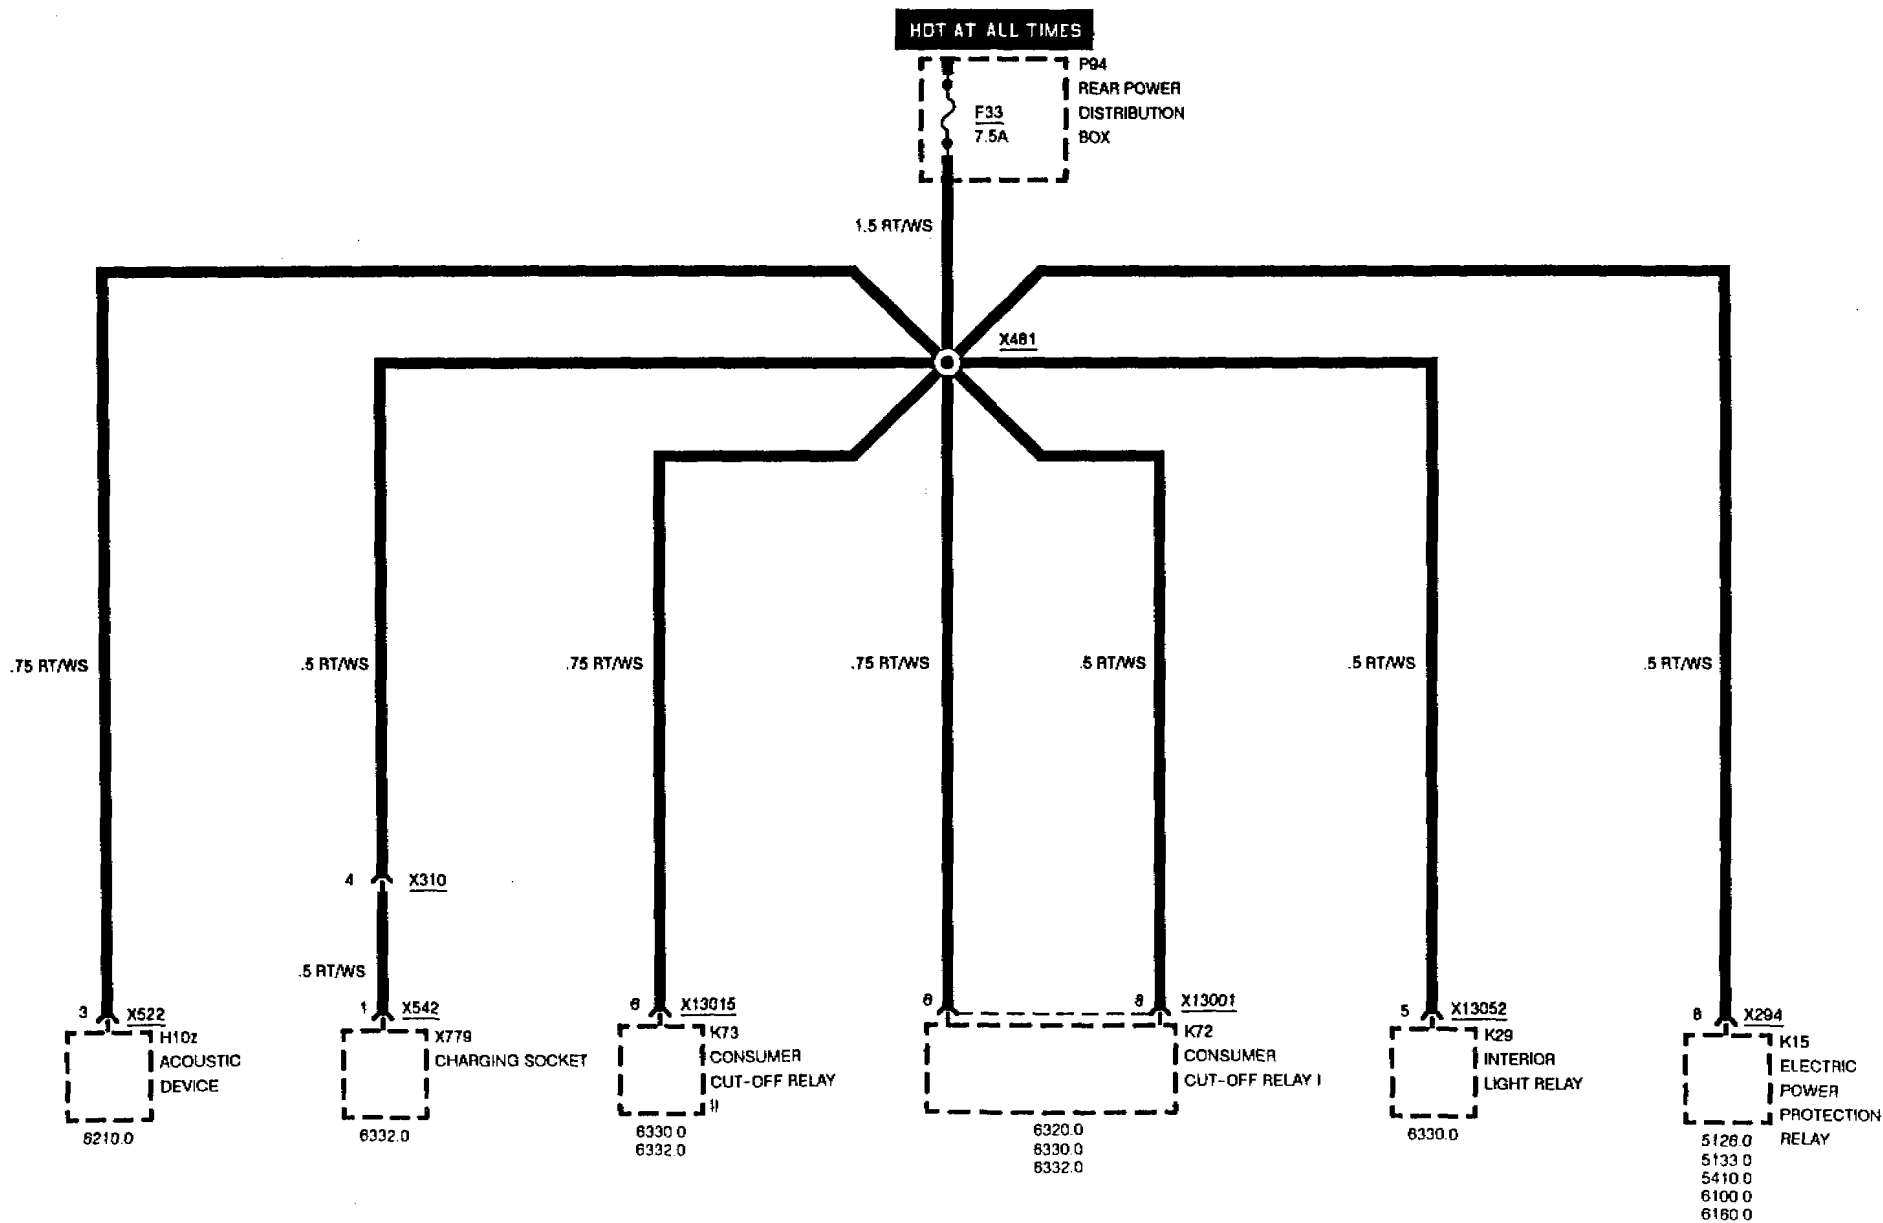 HOT AT ALL TIMES
P94
REAR POWER
DISTRIBUTION
BOX
F33
7.5A
1.5 RT/WS
X481
.75 RT/WS
.5 RT/WS
.75 RT/WS
.75 RT/WS
.5 RT/WS
.5 RT/WS
.5 RT/WS
4
X310
.5 RT/WS
3
X522
H10z
ACOUSTIC
DEVICE
6210.0
1
X542
X779
CHARGING SOCKET
6332.0
6
X13015
K73
CONSUMER
CUT-OFF RELAY
II
6330.0
6332.0
6
8
X13001
K72
CONSUMER
CUT-OFF RELAY I
6320.0
6330.0
6332.0
5
X13052
K29
INTERIOR
LIGHT RELAY
6330.0
8
X294
K15
ELECTRIC
POWER
PROTECTION
RELAY
5126.0
5133.0
5410.0
6100.0
6160.0